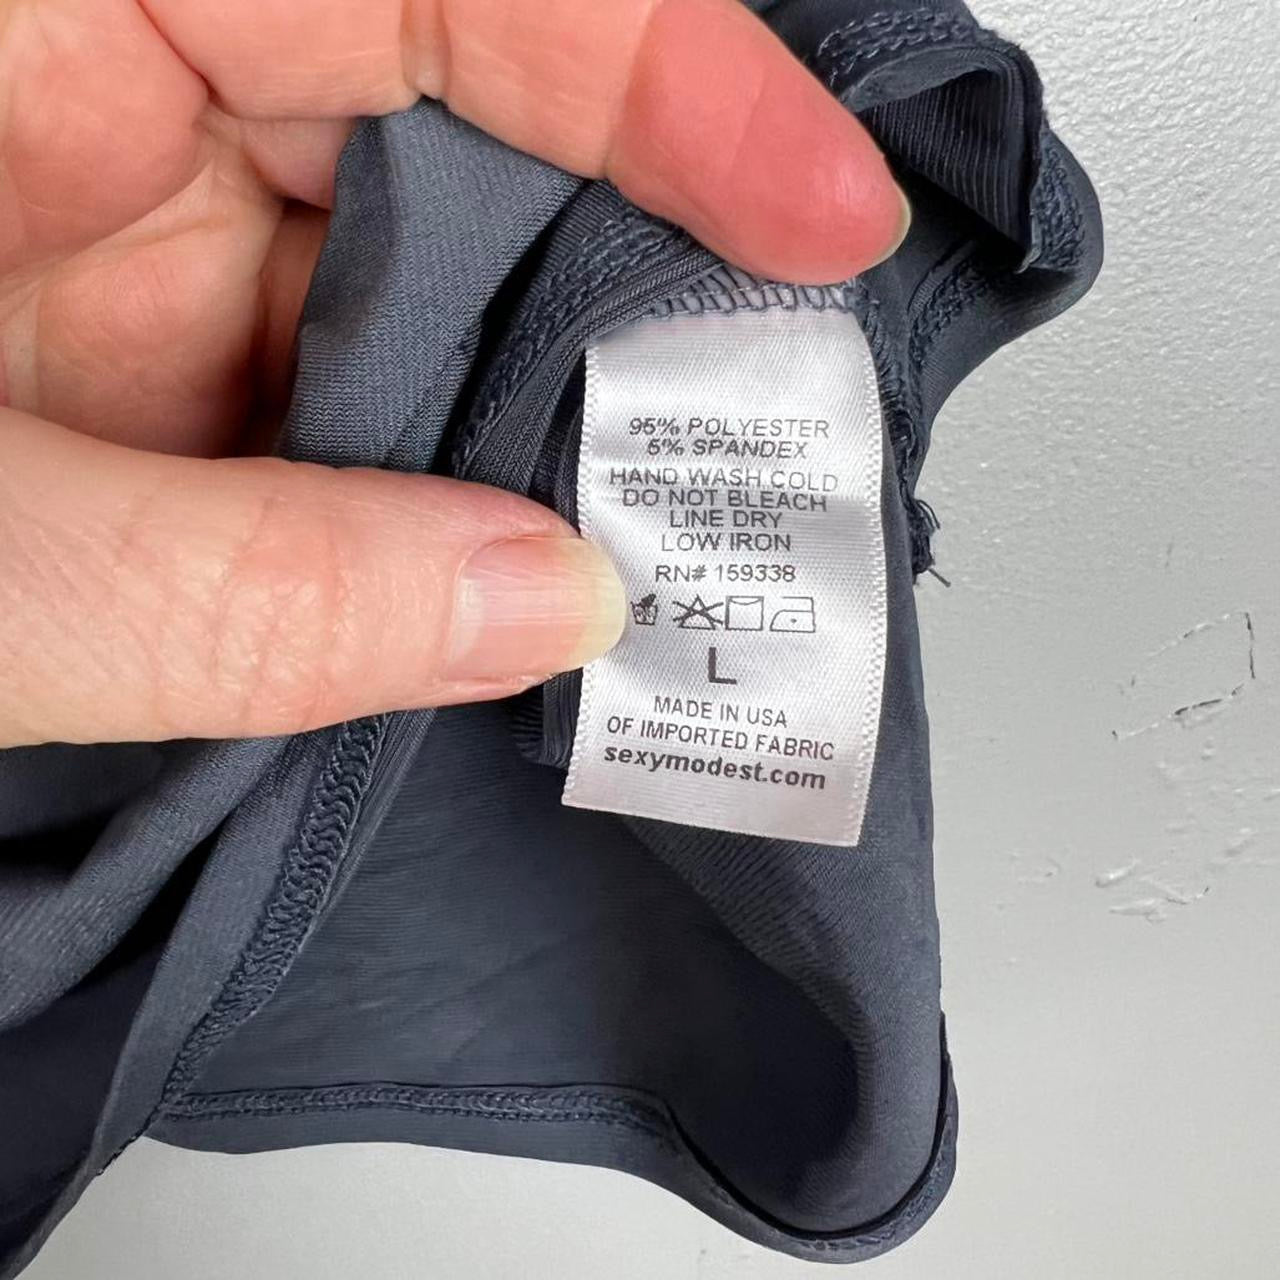 95% POLYESTER
5% SPANDEX
HAND WASH COLD
DO NOT BLEACH
LINE DRY
LOW IRON
RN# 159338
L
MADE IN USA
OF IMPORTED FABRIC
sexymodest.com